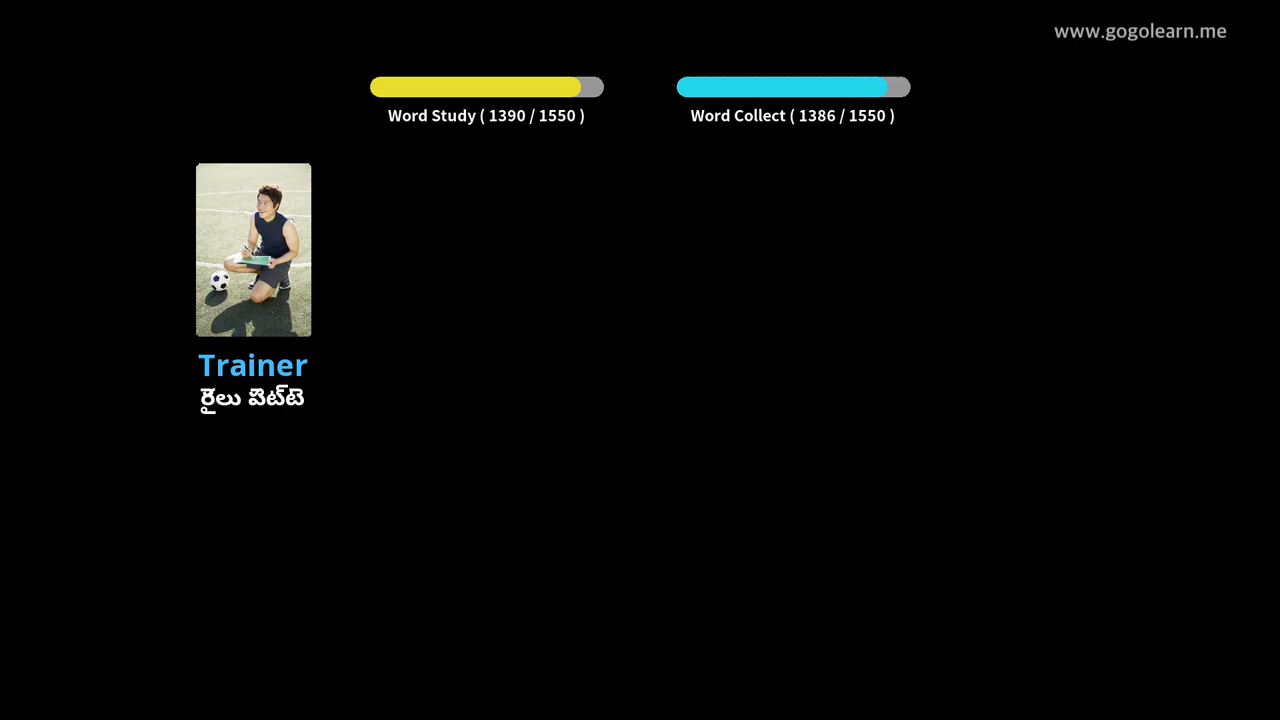 www.gogolearn.me
Word Study ( 1390 / 1550 )
Word Collect ( 1386 / 1550 )
Trainer
రైలు పెట్టె